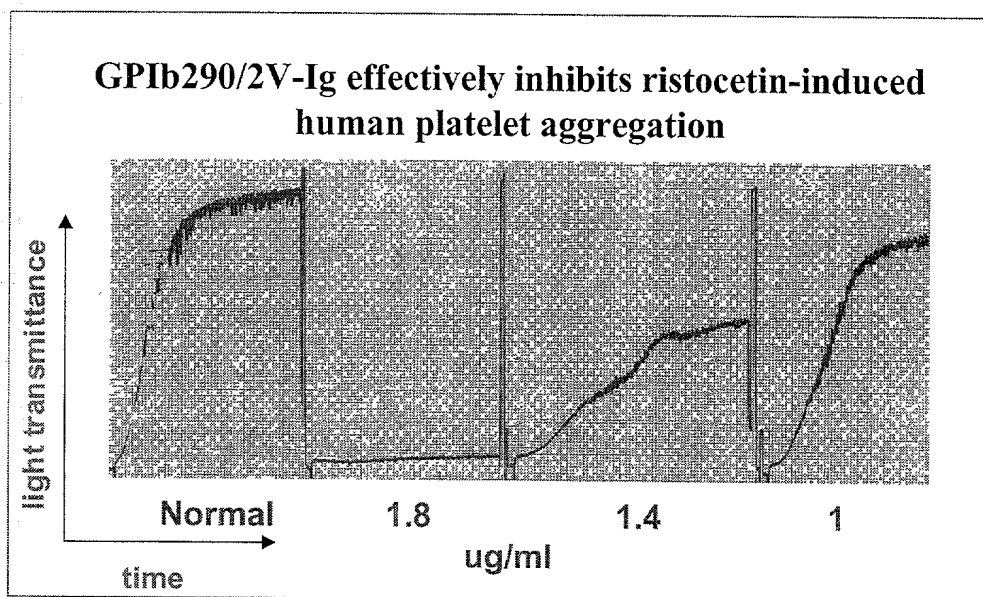 GPIb290/2V-Ig effectively inhibits ristocetin-induced
human platelet aggregation
light transmittance
Normal 1.8 1.4 1
ug/ml
time